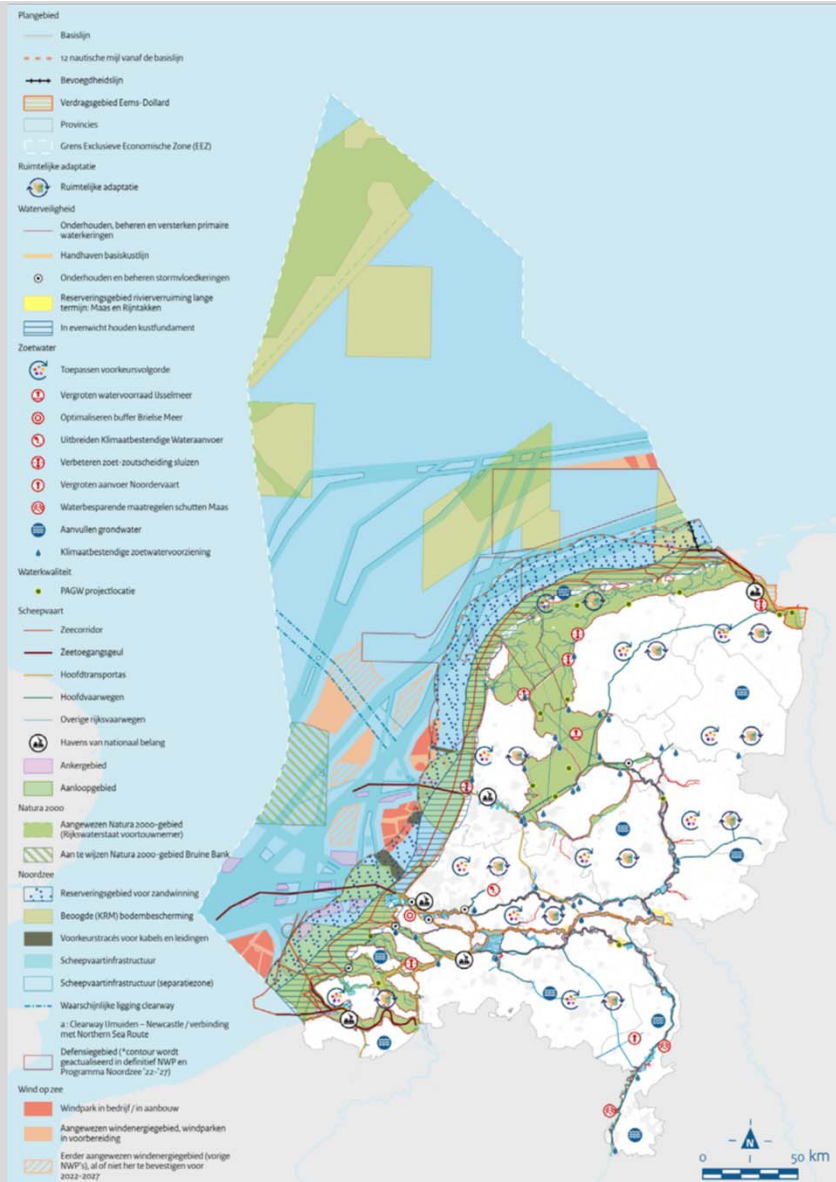 Plangebied
Basislijn
12 nautische mijl vanaf de basislijn
Bevoegdheidslijn
Verdragsgebied Eems-Dollard
Provincies
Grens Exclusieve Economische Zone (EEZ)
Ruimtelijke adaptatie
Ruimtelijke adaptatie
Waterveiligheid
Onderhouden, beheren en versterken primaire
waterkeringen
Handhaven basiskustlijn
Onderhouden en beheren stormvloedkeringen
Reserveringsgebied rivierverruiming lange
termijn: Maas en Rijntakken
In evenwicht houden kustfundament
Zoetwater
Toepassen voorkeursvolgorde
Vergroten watervoorraad IJsselmeer
Optimaliseren buffer Brielse Meer
Uitbreiden Klimaatbestendige Wateraanvoer
Verbeteren zoet-zoutscheiding sluizen
Vergroten aanvoer Noordervaart
Waterbesparende maatregelen schutten Maas
Aanvullen grondwater
Klimaatbestendige zoetwatervoorziening
Waterkwaliteit
PAGW projectlocatie
Scheepvaart
Zeecorridor
Zeetoegangsgeul
Hoofdtransportas
Hoofdvaarwegen
Overige rijksvaarwegen
Havens van nationaal belang
Ankergebied
Aanloopgebied
Natura 2000
Aangewezen Natura 2000-gebied
(Rijkswaterstaat voortouwnemer)
Aan te wijzen Natura 2000-gebied Bruine Bank
Noordzee
Reserveringsgebied voor zandwinning
Beoogde (KRM) bodembescherming
Voorkeurstracés voor kabels en leidingen
Scheepvaartinfrastructuur
Scheepvaartinfrastructuur (separatiezone)
Waarschijnlijke ligging clearway
a : Clearway IJmuiden – Newcastle / verbinding
met Northern Sea Route
Defensiegebied (*contour wordt
geactualiseerd in definitief NWP en
Programma Noordzee '22-'27)
Wind op zee
Windpark in bedrijf / in aanbouw
Aangewezen windenergiegebied, windparken
in voorbereiding
Eerder aangewezen windenergiegebied (vorige
NWP's), al of niet her te bevestigen voor
2022-2027
N
0 50 km